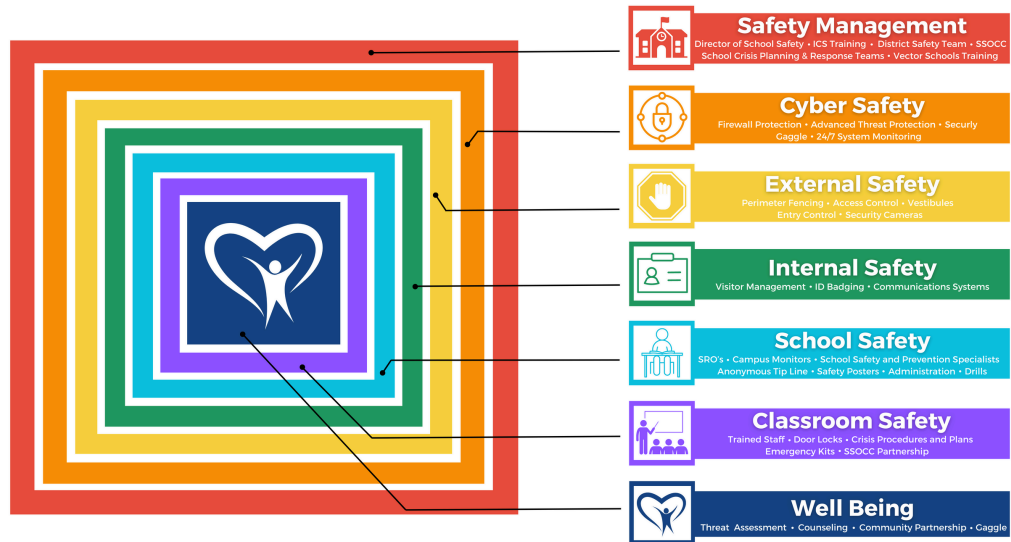 Safety Management
Director of School Safety • ICS Training • District Safety Team • SSOCC
School Crisis Planning & Response Teams • Vector Schools Training
Cyber Safety
Firewall Protection • Advanced Threat Protection • Securly
Gaggle • 24/7 System Monitoring
External Safety
Perimeter Fencing • Access Control • Vestibules
Entry Control • Security Cameras
Internal Safety
Visitor Management • ID Badging • Communications Systems
School Safety
SRO's • Campus Monitors • School Safety and Prevention Specialists
Anonymous Tip Line • Safety Posters • Administration • Drills
Classroom Safety
Trained Staff • Door Locks • Crisis Procedures and Plans
Emergency Kits • SSOCC Partnership
Well Being
Threat Assessment • Counseling • Community Partnership • Gaggle